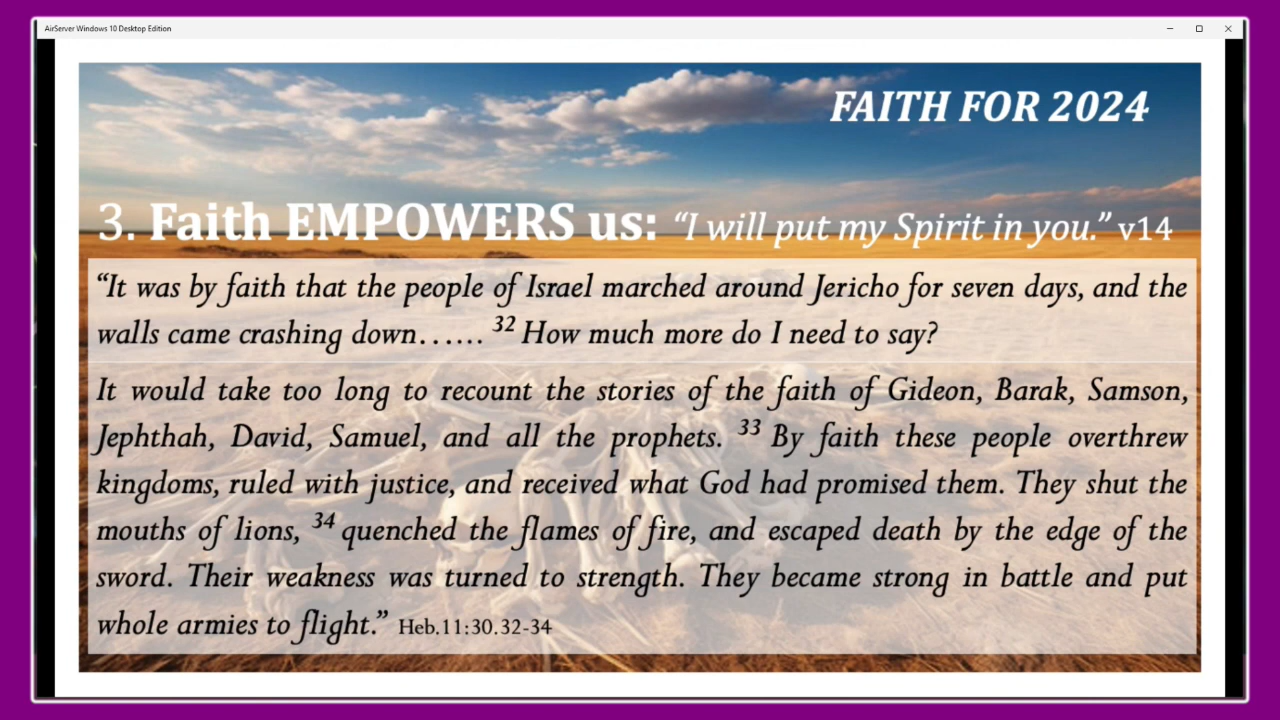 AirServer Windows 10 Desktop Edition
FAITH FOR 2024
3. Faith EMPOWERS us: “I will put my Spirit in you.” v14
“It was by faith that the people of Israel marched around Jericho for seven days, and the
walls came crashing down…… 32 How much more do I need to say?
It would take too long to recount the stories of the faith of Gideon, Barak, Samson,
Jephthah, David, Samuel, and all the prophets. 33 By faith these people overthrew
kingdoms, ruled with justice, and received what God had promised them. They shut the
mouths of lions, 34 quenched the flames of fire, and escaped death by the edge of the
sword. Their weakness was turned to strength. They became strong in battle and put
whole armies to flight.” Heb.11:30.32-34